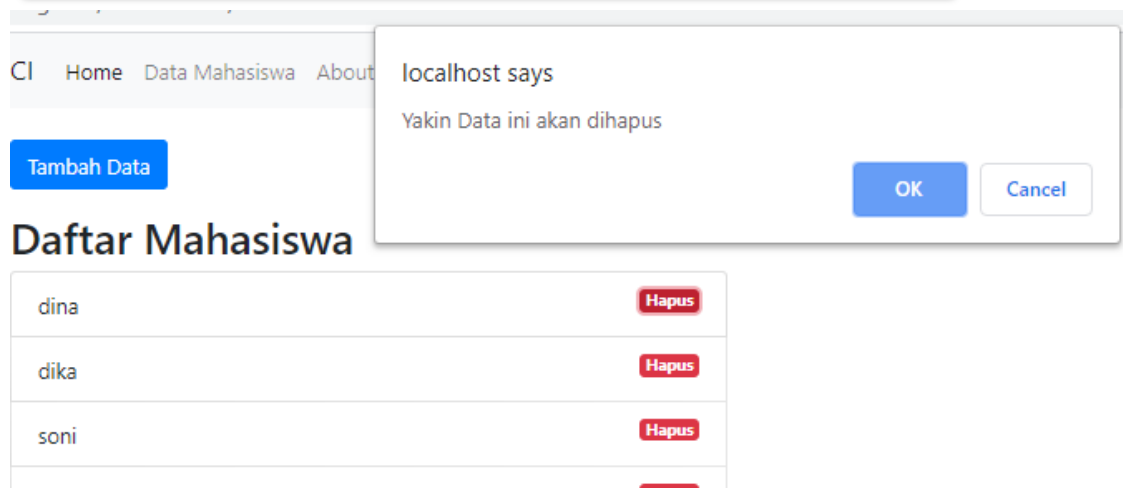 CI Home Data Mahasiswa About
localhost says
Yakin Data ini akan dihapus
OK Cancel
Tambah Data
Daftar Mahasiswa
dina Hapus
dika Hapus
soni Hapus